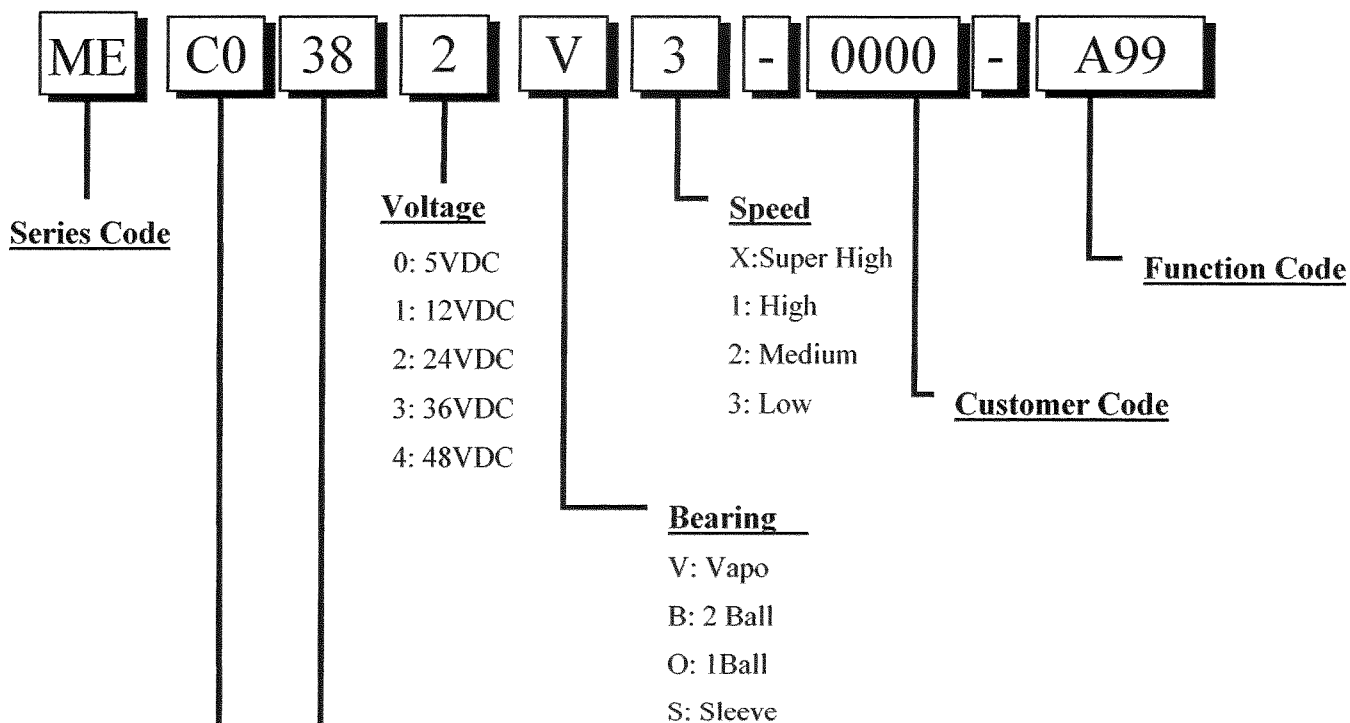 ME C0 38 2 V 3 - 0000 - A99
Series Code
Voltage
0: 5VDC
1: 12VDC
2: 24VDC
3: 36VDC
4: 48VDC
Speed
X:Super High
1: High
2: Medium
3: Low
Function Code
Customer Code
Bearing
V: Vapo
B: 2 Ball
O: 1Ball
S: Sleeve